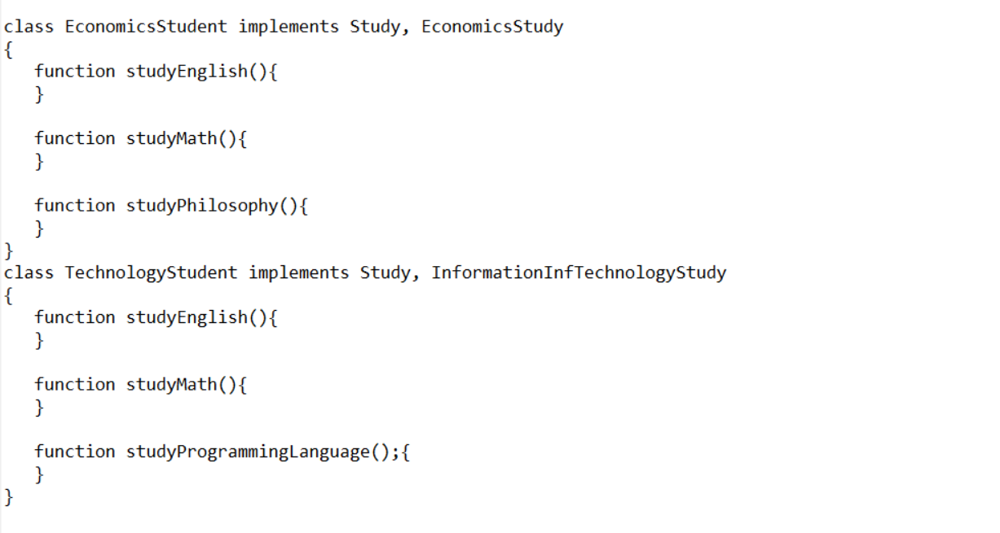 class EconomicsStudent implements Study, EconomicsStudy
{
function studyEnglish(){
}
function studyMath(){
}
function studyPhilosophy(){
}
}
class TechnologyStudent implements Study, InformationInfTechnologyStudy
{
function studyEnglish(){
}
function studyMath(){
}
function studyProgrammingLanguage();{
}
}